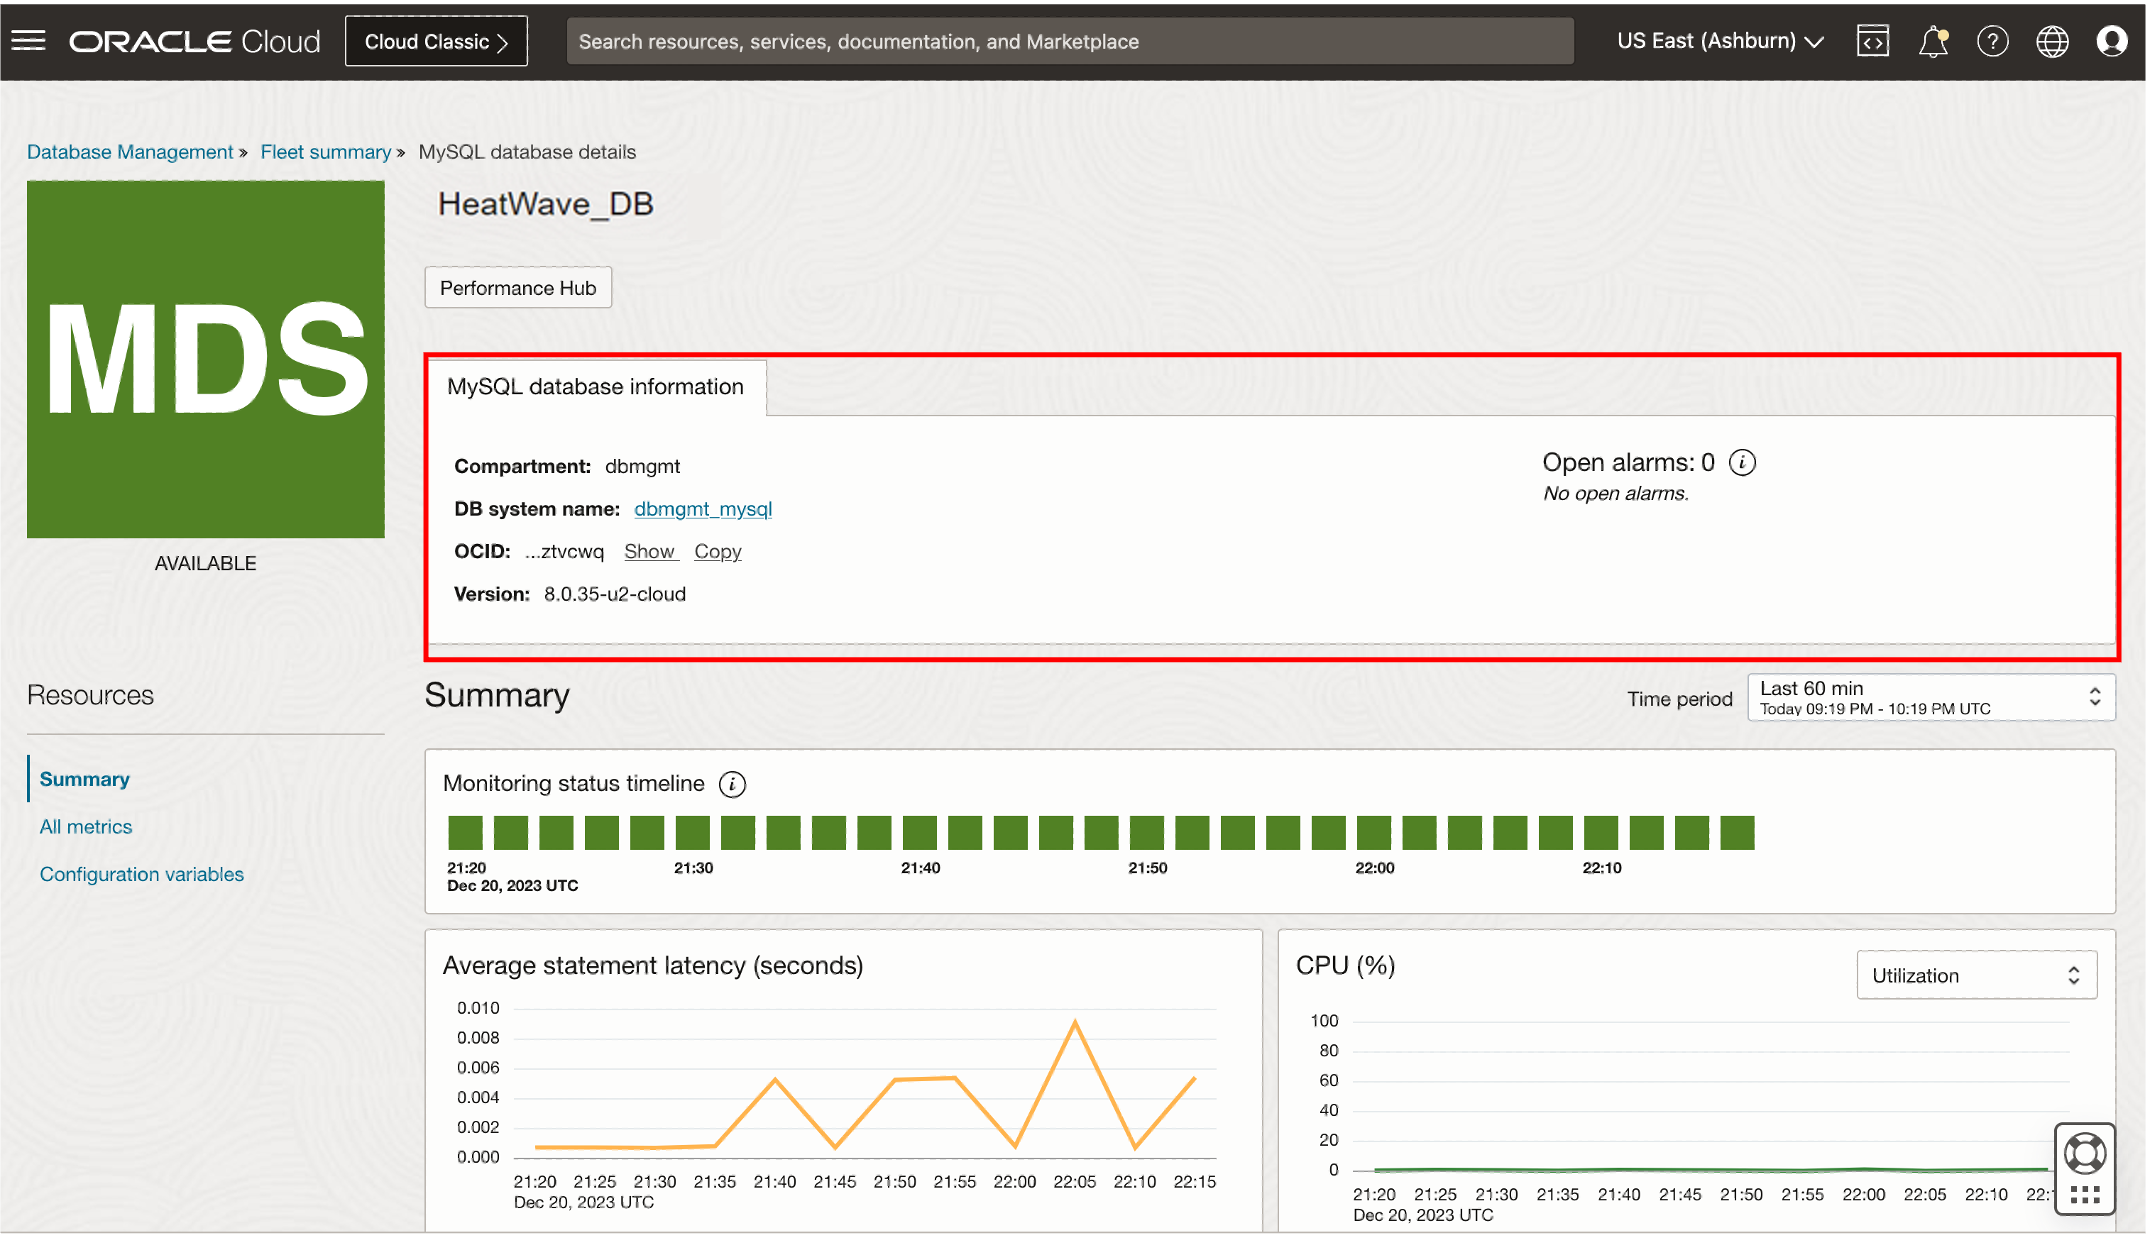 ORACLE Cloud
Cloud Classic
Search resources, services, documentation, and Marketplace
US East (Ashburn)
Database Management » Fleet summary » MySQL database details
MDS
AVAILABLE
HeatWave_DB
Performance Hub
MySQL database information
Compartment: dbmgmt
DB system name: dbmgmt_mysql
OCID: ...ztvcwq Show Copy
Version: 8.0.35-u2-cloud
Open alarms: 0
No open alarms.
Resources
Summary
All metrics
Configuration variables
Summary
Time period
Last 60 min
Today 09:19 PM - 10:19 PM UTC
Monitoring status timeline
21:20 21:30 21:40 21:50 22:00 22:10
Dec 20, 2023 UTC
Average statement latency (seconds)
0.010
0.008
0.006
0.004
0.002
0.000
21:20 21:25 21:30 21:35 21:40 21:45 21:50 21:55 22:00 22:05 22:10 22:15
Dec 20, 2023 UTC
CPU (%)
Utilization
100
80
60
40
20
0
21:20 21:25 21:30 21:35 21:40 21:45 21:50 21:55 22:00 22:05 22:10 22:
Dec 20, 2023 UTC